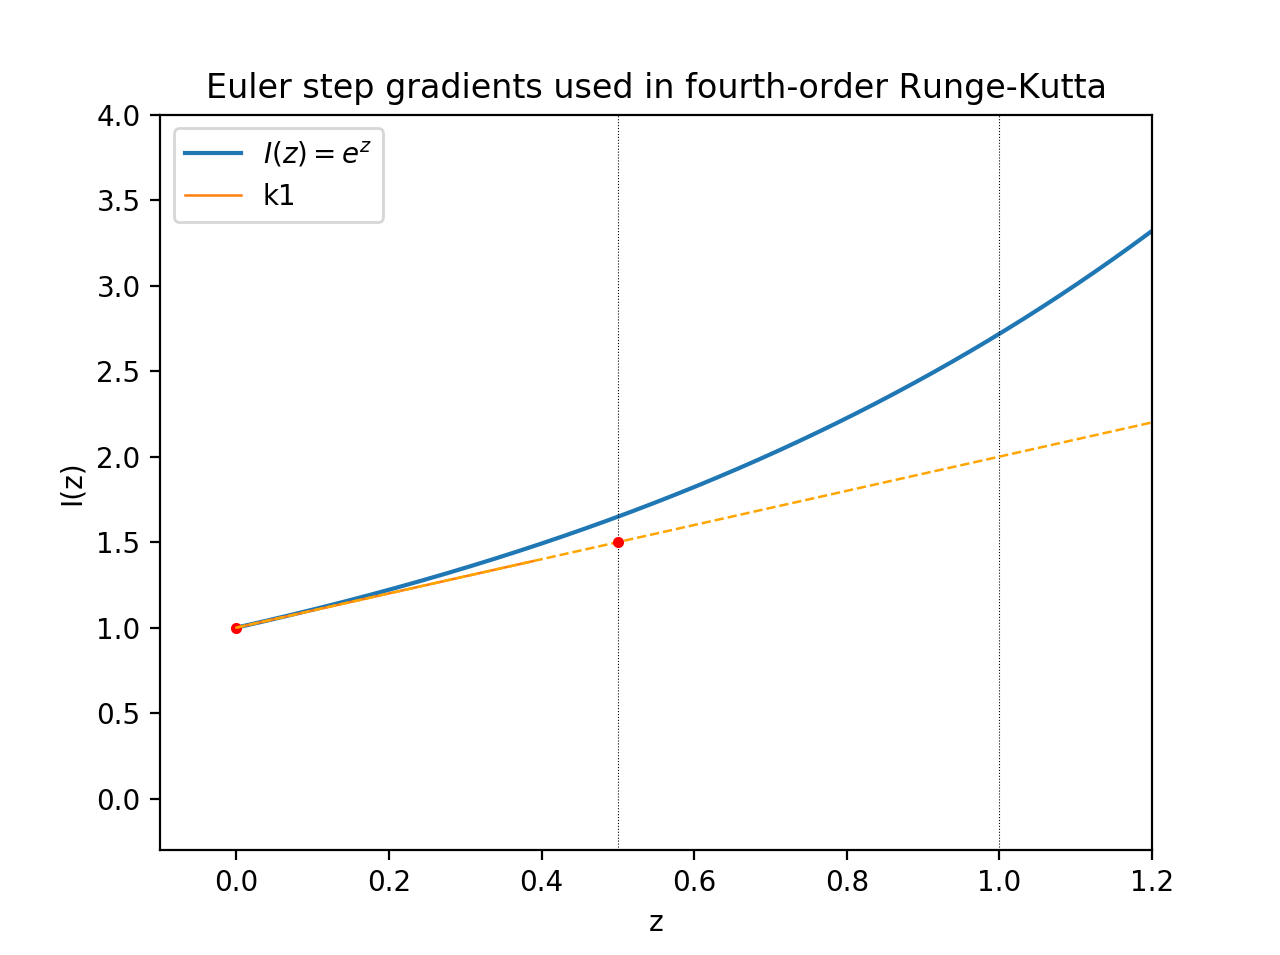 Euler step gradients used in fourth-order Runge-Kutta
I(z) = e^z
k1
4.0
3.5
3.0
2.5
2.0
1.5
1.0
0.5
0.0
I(z)
0.0 0.2 0.4 0.6 0.8 1.0 1.2
z